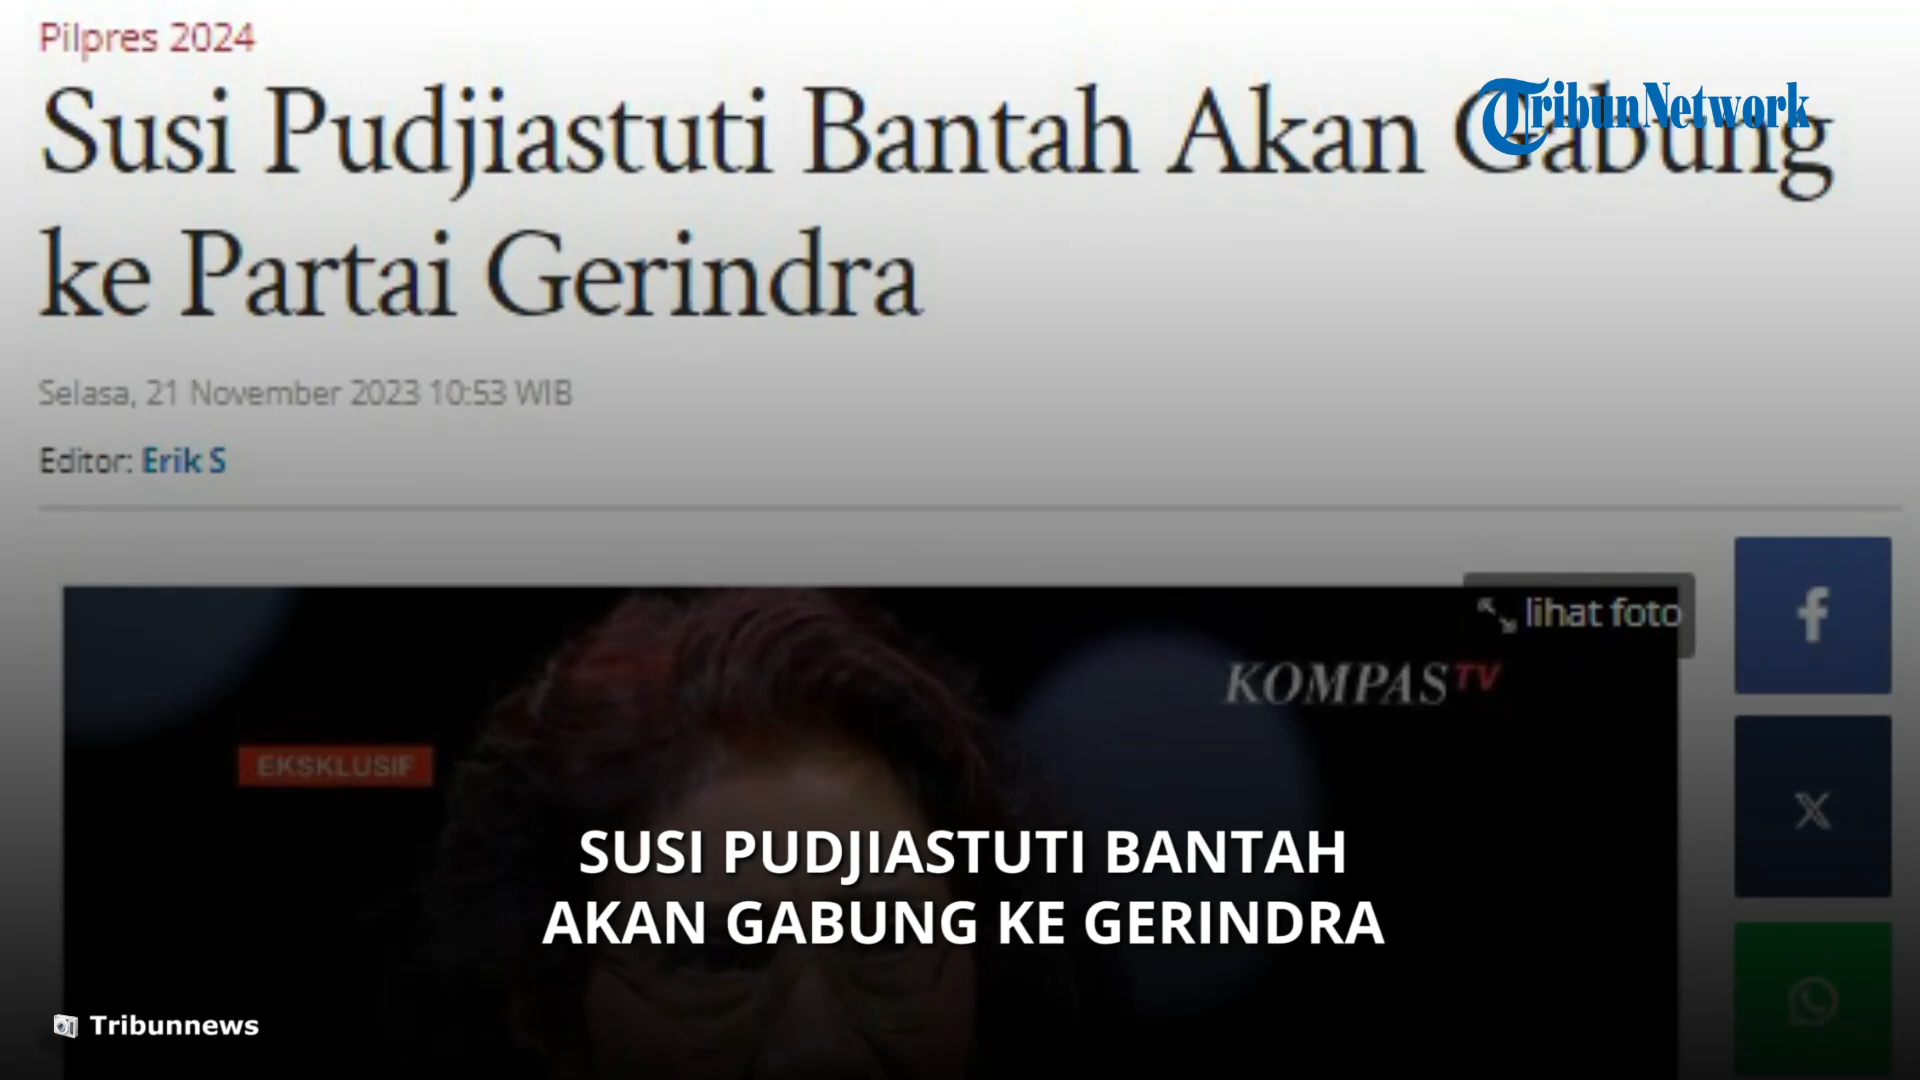 Pilpres 2024
TribunNetwork
Susi Pudjiastuti Bantah Akan Gabung
ke Partai Gerindra
Selasa, 21 November 2023 10:53 WIB
Editor: Erik S
lihat foto
KOMPAS TV
EKSKLUSIF
SUSI PUDJIASTUTI BANTAH
AKAN GABUNG KE GERINDRA
Tribunnews